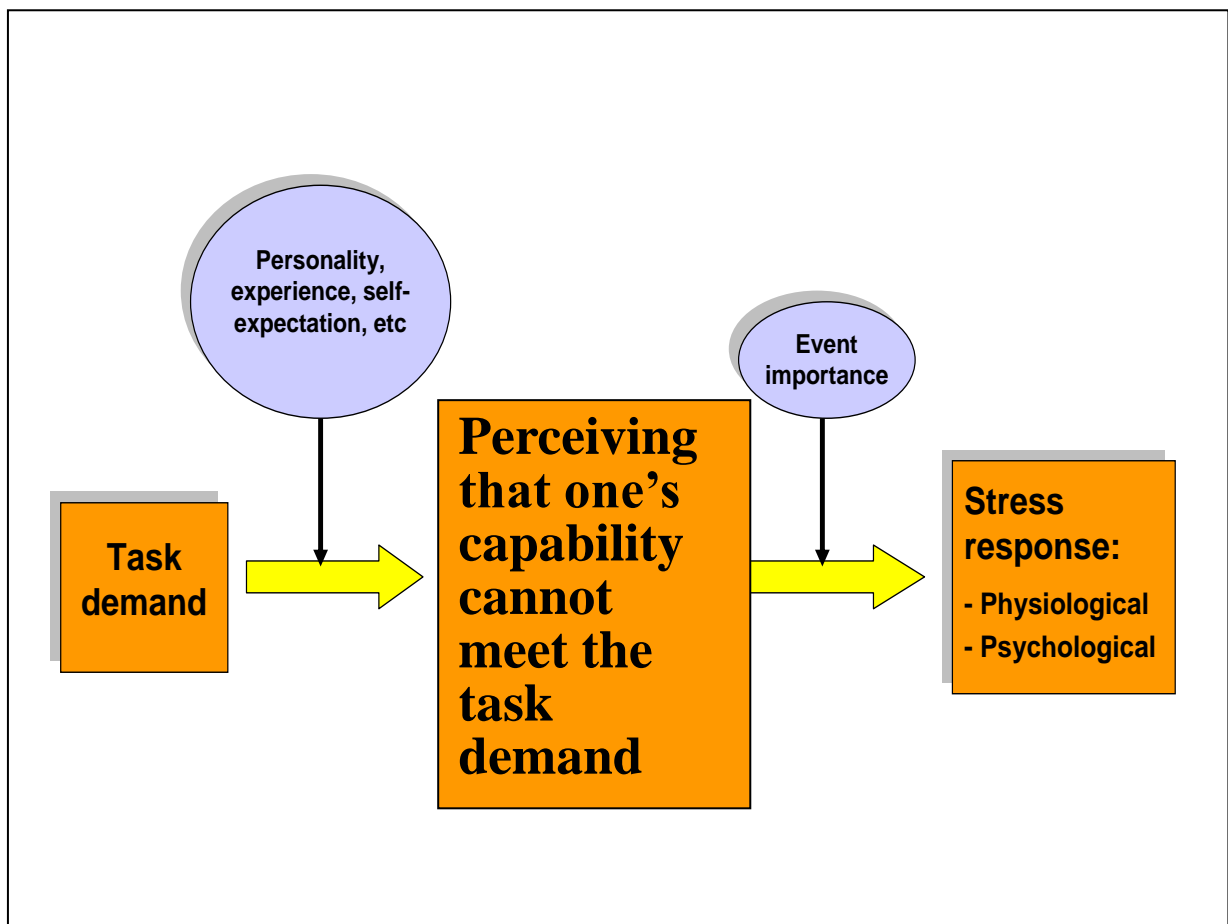 Personality,
experience, self-
expectation, etc
Event
importance
Task
demand
Perceiving
that one’s
capability
cannot
meet the
task
demand
Stress
response:
- Physiological
- Psychological